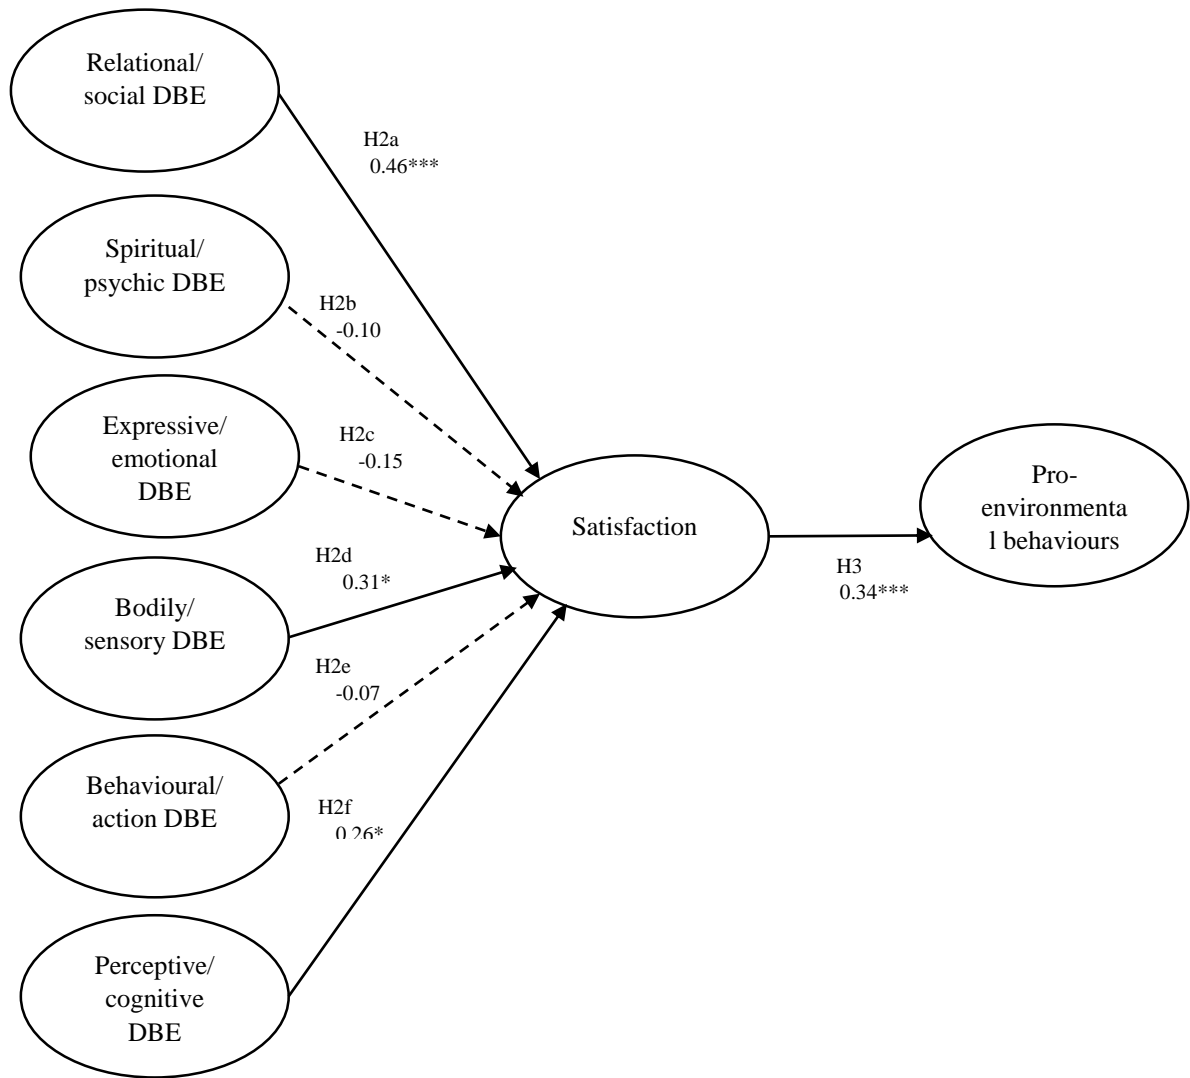 Relational/
social DBE
H2a
0.46***
Spiritual/
psychic DBE
H2b
-0.10
Expressive/
emotional
DBE
H2c
-0.15
Satisfaction
Pro-
environmenta
l behaviours
H3
0.34***
Bodily/
sensory DBE
H2d
0.31*
H2e
-0.07
Behavioural/
action DBE
H2f
0.26*
Perceptive/
cognitive
DBE